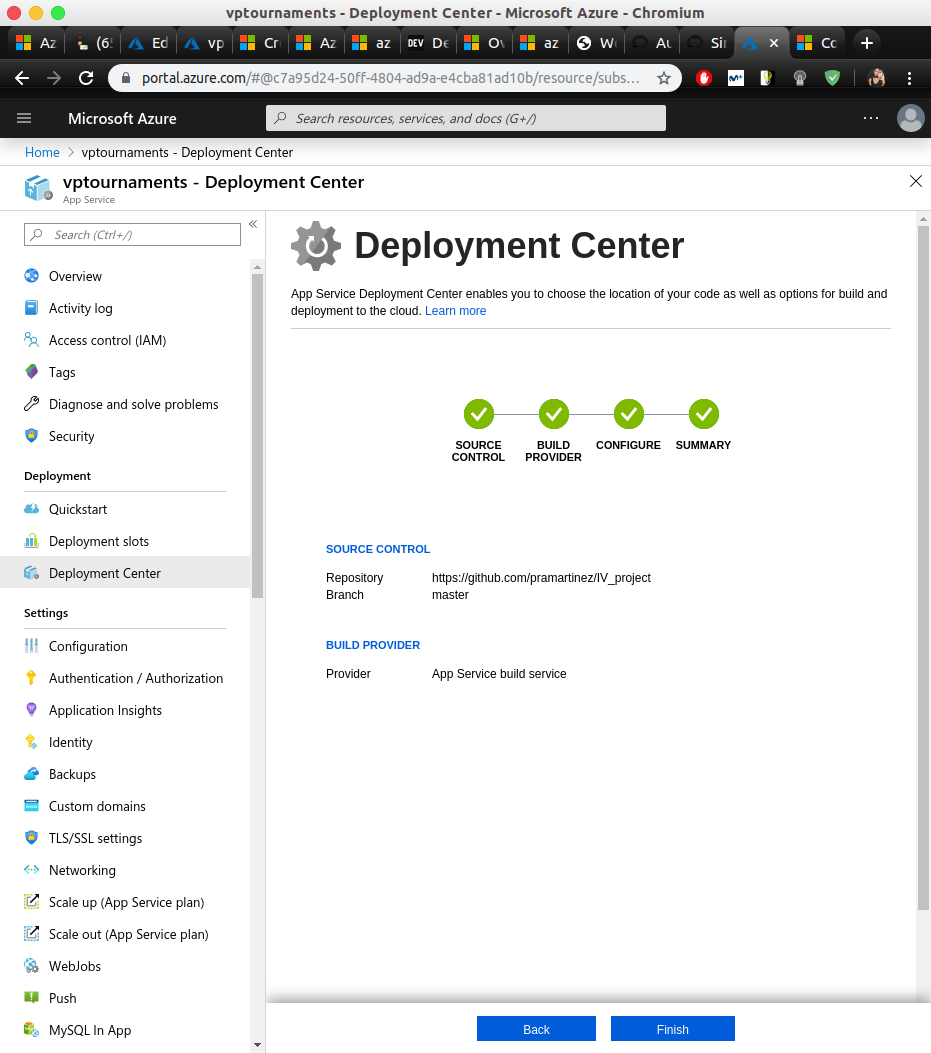 vptournaments - Deployment Center - Microsoft Azure - Chromium
Az
(6
Ed
vp
Cr
Az
az
DEV
De
Ov
az
W
Au
Sir
Co
portal.azure.com/#@c7a95d24-50ff-4804-ad9a-e4cba81ad10b/resource/subs...
Microsoft Azure
Search resources, services, and docs (G+/)
Home
vptournaments - Deployment Center
vptournaments - Deployment Center
App Service
Search (Ctrl+/)
Overview
Activity log
Access control (IAM)
Tags
Diagnose and solve problems
Security
Deployment
Quickstart
Deployment slots
Deployment Center
Settings
Configuration
Authentication / Authorization
Application Insights
Identity
Backups
Custom domains
TLS/SSL settings
Networking
Scale up (App Service plan)
Scale out (App Service plan)
WebJobs
Push
MySQL In App
Deployment Center
App Service Deployment Center enables you to choose the location of your code as well as options for build and
deployment to the cloud. Learn more
SOURCE
CONTROL
BUILD
PROVIDER
CONFIGURE
SUMMARY
SOURCE CONTROL
Repository https://github.com/pramartinez/IV_project
Branch master
BUILD PROVIDER
Provider App Service build service
Back
Finish